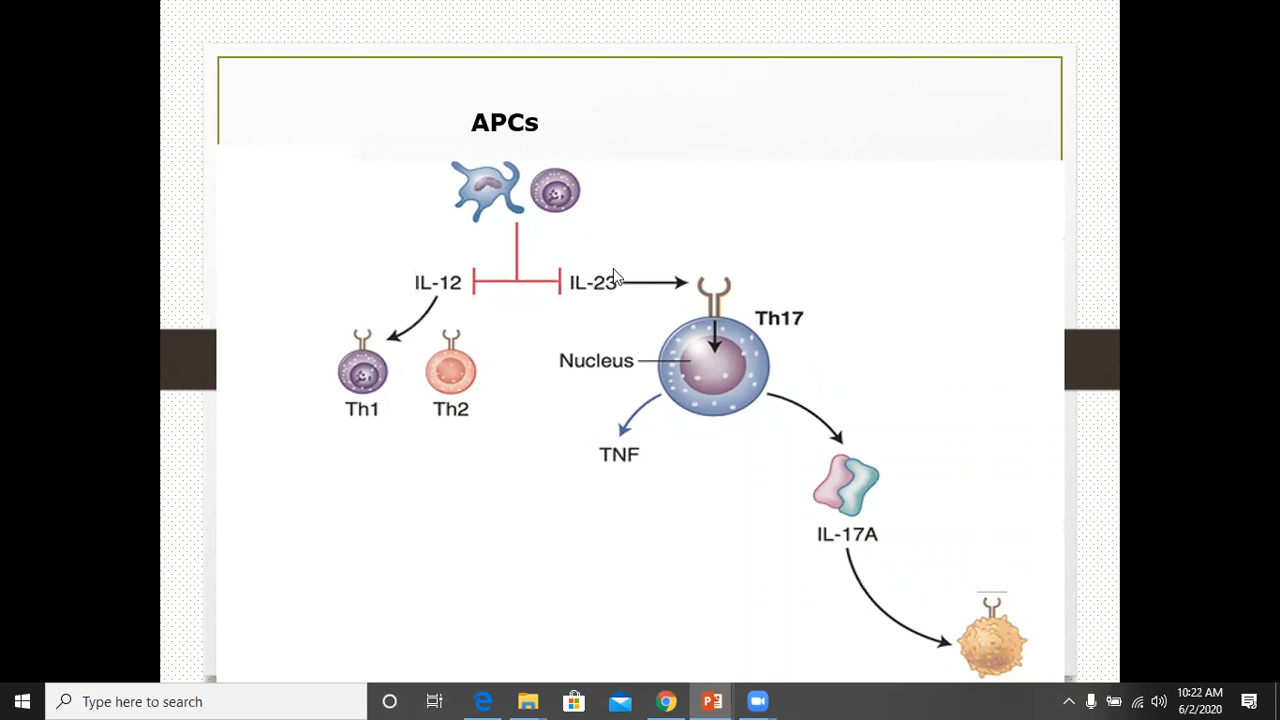 APCs
IL-12
IL-23
Th17
Nucleus
Th1
Th2
TNF
IL-17A
Type here to search
10:22 AM
6/2/2020